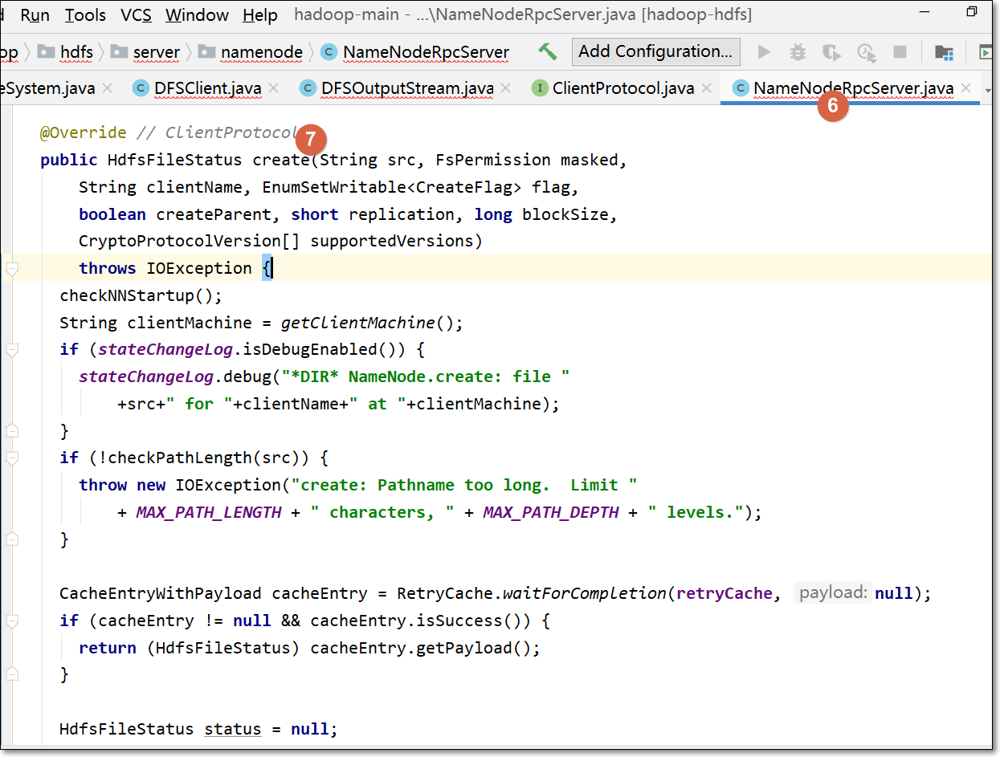 Run Tools VCS Window Help hadoop-main - ...\NameNodeRpcServer.java [hadoop-hdfs]
op hdfs server namenode C NameNodeRpcServer Add Configuration...
eSystem.java C DFSClient.java C DFSOutputStream.java I ClientProtocol.java C NameNodeRpcServer.java
6
@Override // ClientProtocol
7
public HdfsFileStatus create(String src, FsPermission masked,
String clientName, EnumSetWritable<CreateFlag> flag,
boolean createParent, short replication, long blockSize,
CryptoProtocolVersion[] supportedVersions)
throws IOException {
checkNNStartup();
String clientMachine = getClientMachine();
if (stateChangeLog.isDebugEnabled()) {
stateChangeLog.debug("*DIR* NameNode.create: file "
+src+" for "+clientName+" at "+clientMachine);
}
if (!checkPathLength(src)) {
throw new IOException("create: Pathname too long.  Limit "
+ MAX_PATH_LENGTH + " characters, " + MAX_PATH_DEPTH + " levels.");
}
CacheEntryWithPayload cacheEntry = RetryCache.waitForCompletion(retryCache, payload: null);
if (cacheEntry != null && cacheEntry.isSuccess()) {
return (HdfsFileStatus) cacheEntry.getPayload();
}
HdfsFileStatus status = null;